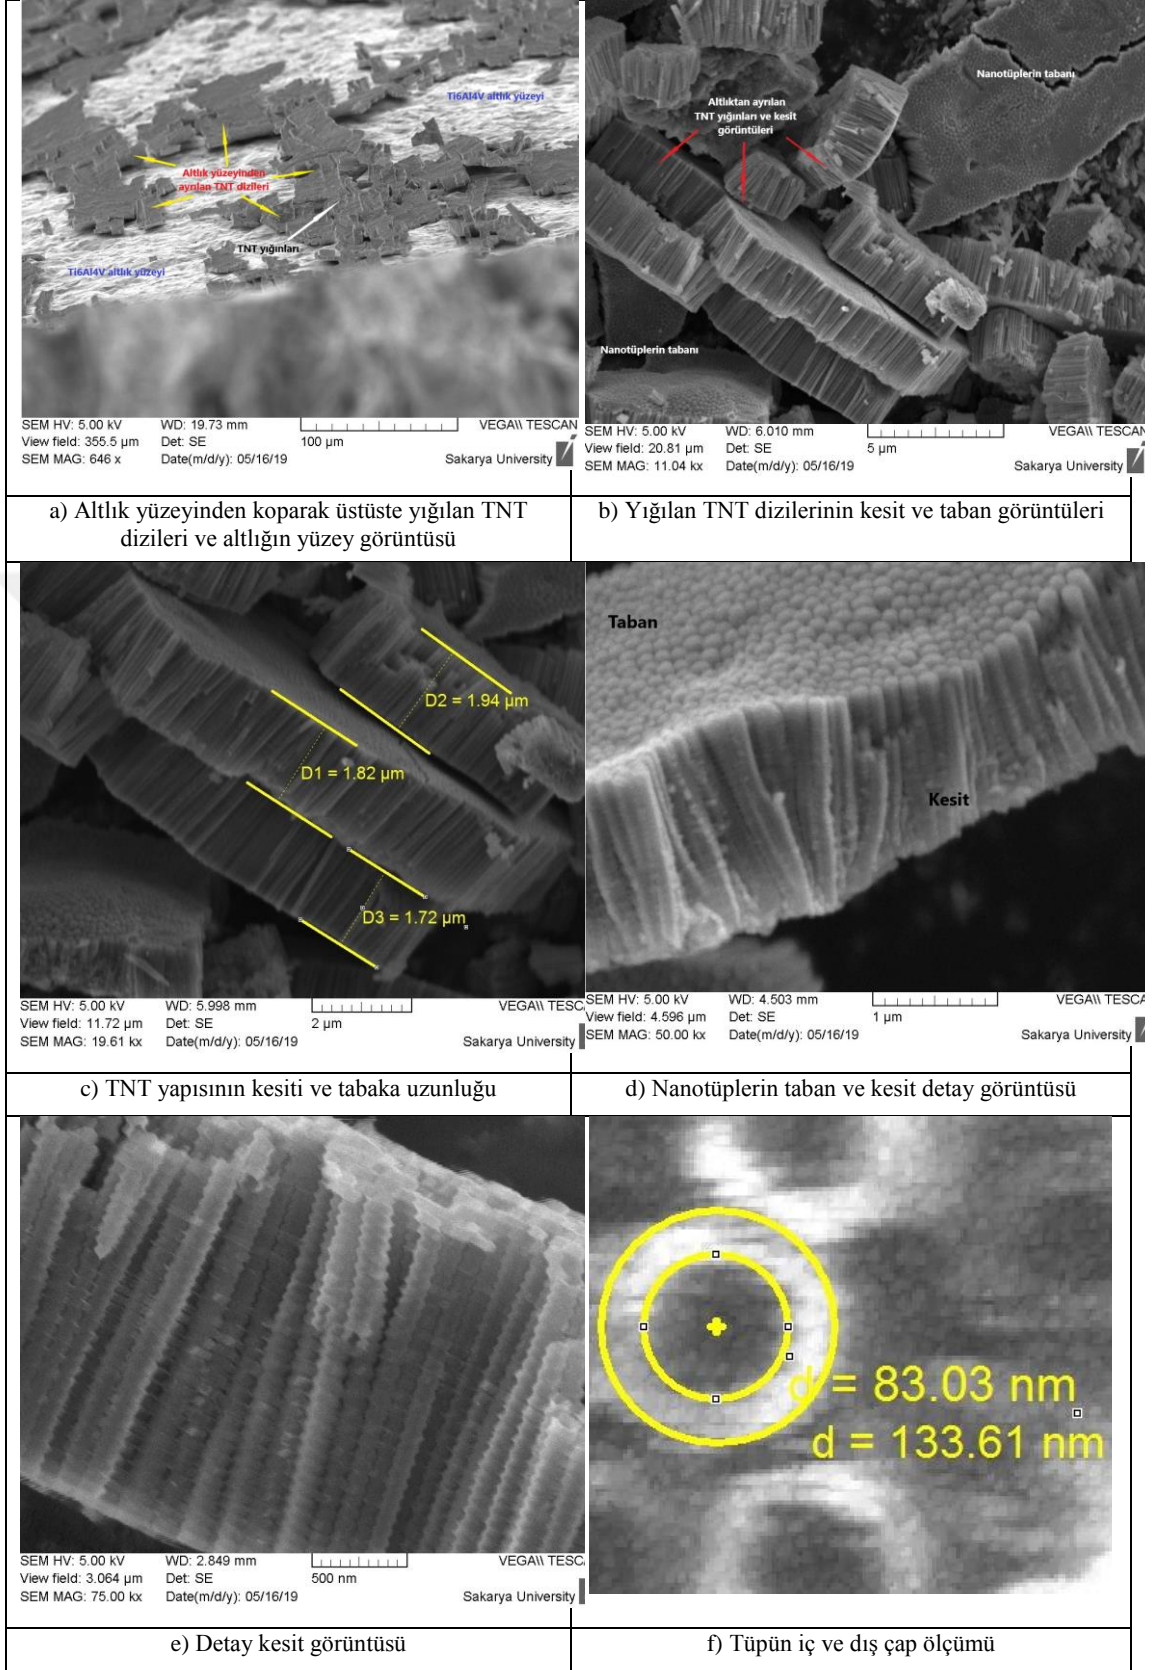 Ti6Al4V altlık yüzeyi
Altlık yüzeyinden
ayrılan TNT dizileri
TNT yığınları
Ti6Al4V altlık yüzeyi
SEM HV: 5.00 kV
WD: 19.73 mm
VEGA\\ TESCAN
View field: 355.5 µm
Det: SE
100 µm
SEM MAG: 646 x
Date(m/d/y): 05/16/19
Sakarya University
Nanotüplerin tabanı
Altlıktan ayrılan
TNT yığınları ve kesit
görüntüleri
Nanotüplerin tabanı
SEM HV: 5.00 kV
WD: 6.010 mm
VEGA\\ TESCAN
View field: 20.81 µm
Det: SE
5 µm
SEM MAG: 11.04 kx
Date(m/d/y): 05/16/19
Sakarya University
a) Altlık yüzeyinden koparak üstüste yığılan TNT
dizileri ve altlığın yüzey görüntüsü
b) Yığılan TNT dizilerinin kesit ve taban görüntüleri
D2 = 1.94 µm
D1 = 1.82 µm
D3 = 1.72 µm
SEM HV: 5.00 kV
WD: 5.998 mm
VEGA\\ TESC
View field: 11.72 µm
Det: SE
2 µm
SEM MAG: 19.61 kx
Date(m/d/y): 05/16/19
Sakarya University
Taban
Kesit
SEM HV: 5.00 kV
WD: 4.503 mm
VEGA\\ TESCA
View field: 4.596 µm
Det: SE
1 µm
SEM MAG: 50.00 kx
Date(m/d/y): 05/16/19
Sakarya University
c) TNT yapısının kesiti ve tabaka uzunluğu
d) Nanotüplerin taban ve kesit detay görüntüsü
SEM HV: 5.00 kV
WD: 2.849 mm
VEGA\\ TESC
View field: 3.064 µm
Det: SE
500 nm
SEM MAG: 75.00 kx
Date(m/d/y): 05/16/19
Sakarya University
d = 83.03 nm
d = 133.61 nm
e) Detay kesit görüntüsü
f) Tüpün iç ve dış çap ölçümü